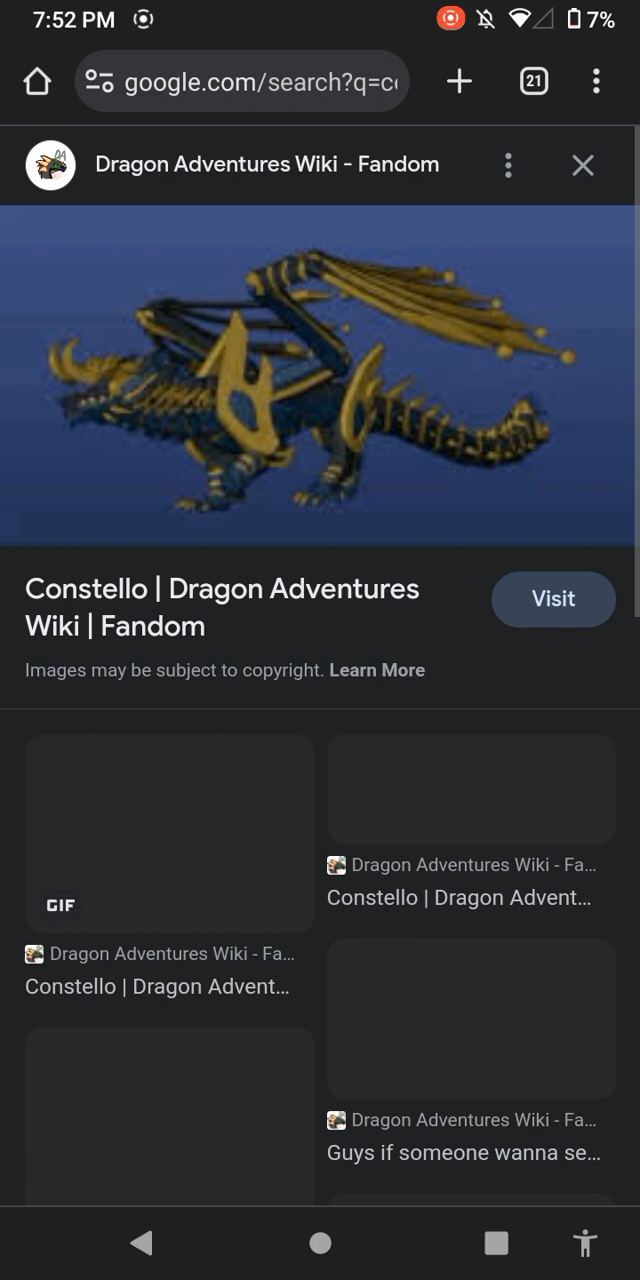 7:52 PM
7%
google.com/search?q=c
21
Dragon Adventures Wiki - Fandom
Constello | Dragon Adventures
Wiki | Fandom
Visit
Images may be subject to copyright. Learn More
GIF
Dragon Adventures Wiki - Fa...
Constello | Dragon Advent...
Dragon Adventures Wiki - Fa...
Constello | Dragon Advent...
Dragon Adventures Wiki - Fa...
Guys if someone wanna se...